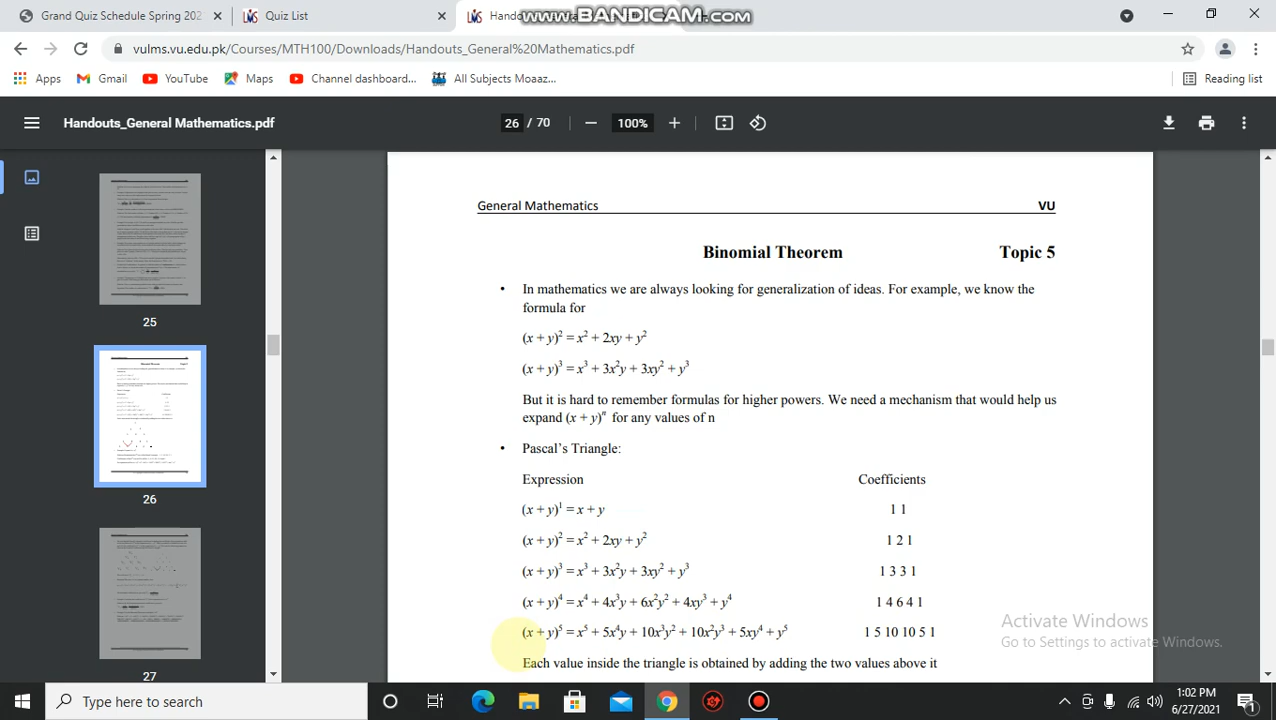 Grand Quiz Schedule Spring 202
Quiz List
Hando
www.BANDICAM.com
vulms.vu.edu.pk/Courses/MTH100/Downloads/Handouts_General%20Mathematics.pdf
Apps
Gmail
YouTube
Maps
Channel dashboard...
All Subjects Moaaz...
Reading list
Handouts_General Mathematics.pdf
26 / 70
100%
25
26
27
General Mathematics VU
Binomial Theorem Topic 5
• In mathematics we are always looking for generalization of ideas. For example, we know the
formula for
(x + y)² = x² + 2xy + y²
(x + y)³ = x³ + 3x²y + 3xy² + y³
But it is hard to remember formulas for higher powers. We need a mechanism that would help us
expand (x + y)ⁿ for any values of n
• Pascal's Triangle:
Expression Coefficients
(x + y)¹ = x + y 1 1
(x + y)² = x² + 2xy + y² 1 2 1
(x + y)³ = x³ + 3x²y + 3xy² + y³ 1 3 3 1
(x + y)⁴ = x⁴ + 4x³y + 6x²y² + 4xy³ + y⁴ 1 4 6 4 1
(x + y)⁵ = x⁵ + 5x⁴y + 10x³y² + 10x²y³ + 5xy⁴ + y⁵ 1 5 10 10 5 1
Each value inside the triangle is obtained by adding the two values above it
Activate Windows
Go to Settings to activate Windows.
Type here to search
1:02 PM
6/27/2021
1